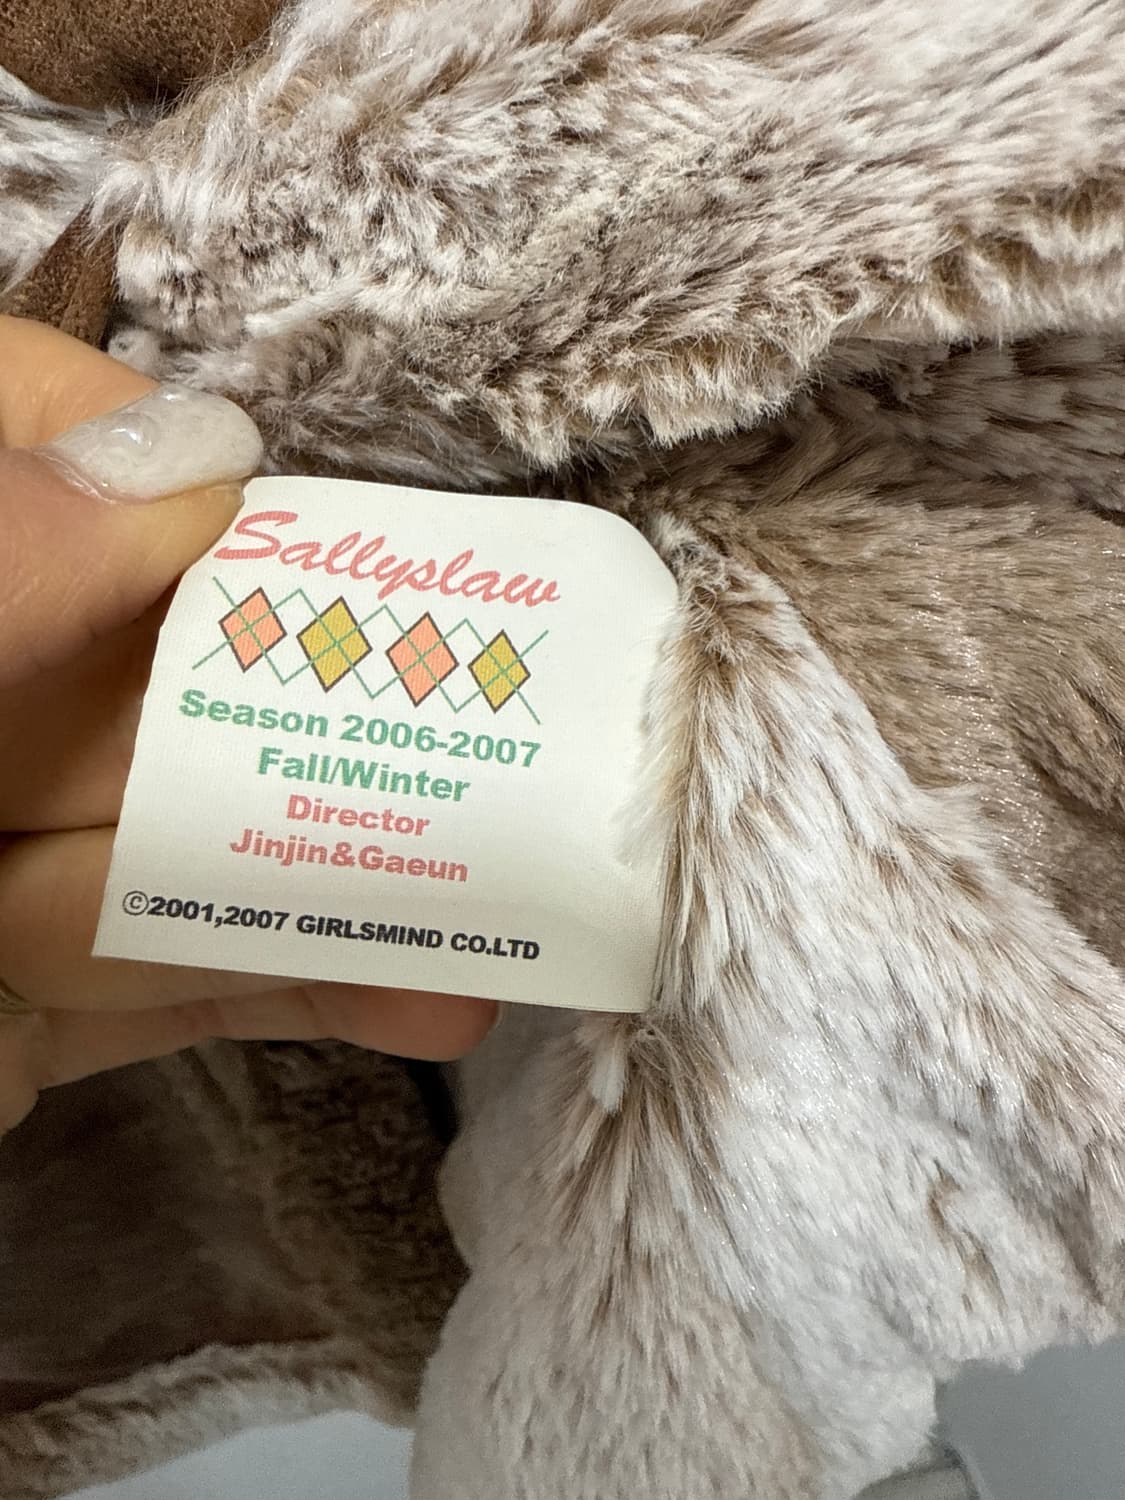 Sallyslaw
Season 2006-2007
Fall/Winter
Director
Jinjin&Gaeun
©2001,2007 GIRLSMIND CO.LTD